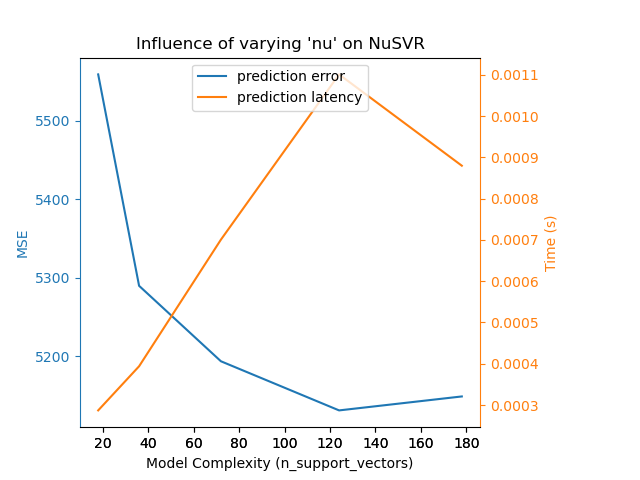 Influence of varying 'nu' on NuSVR
prediction error
prediction latency
MSE
5500
5400
5300
5200
0.0011
0.0010
0.0009
0.0008
0.0007
0.0006
0.0005
0.0004
0.0003
Time (s)
20 40 60 80 100 120 140 160 180
Model Complexity (n_support_vectors)